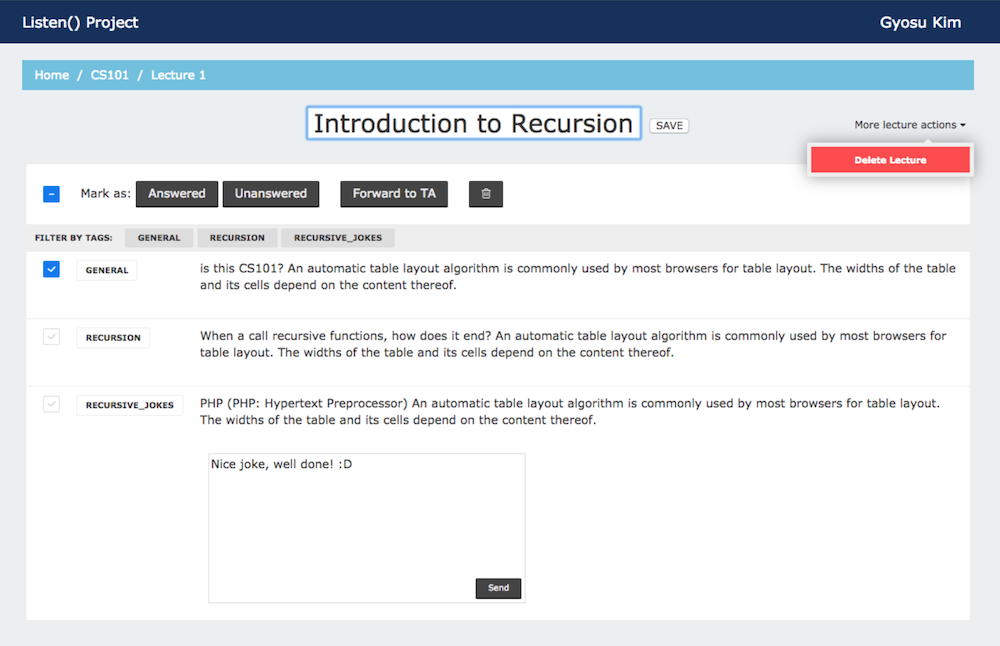 Listen() Project
Gyosu Kim
Home / CS101 / Lecture 1
Introduction to Recursion
SAVE
More lecture actions
Delete Lecture
Mark as: Answered Unanswered Forward to TA
FILTER BY TAGS: GENERAL RECURSION RECURSIVE_JOKES
GENERAL
is this CS101? An automatic table layout algorithm is commonly used by most browsers for table layout. The widths of the table
and its cells depend on the content thereof.
RECURSION
When a call recursive functions, how does it end? An automatic table layout algorithm is commonly used by most browsers for
table layout. The widths of the table and its cells depend on the content thereof.
RECURSIVE_JOKES
PHP (PHP: Hypertext Preprocessor) An automatic table layout algorithm is commonly used by most browsers for table layout.
The widths of the table and its cells depend on the content thereof.
Nice joke, well done! :D
Send